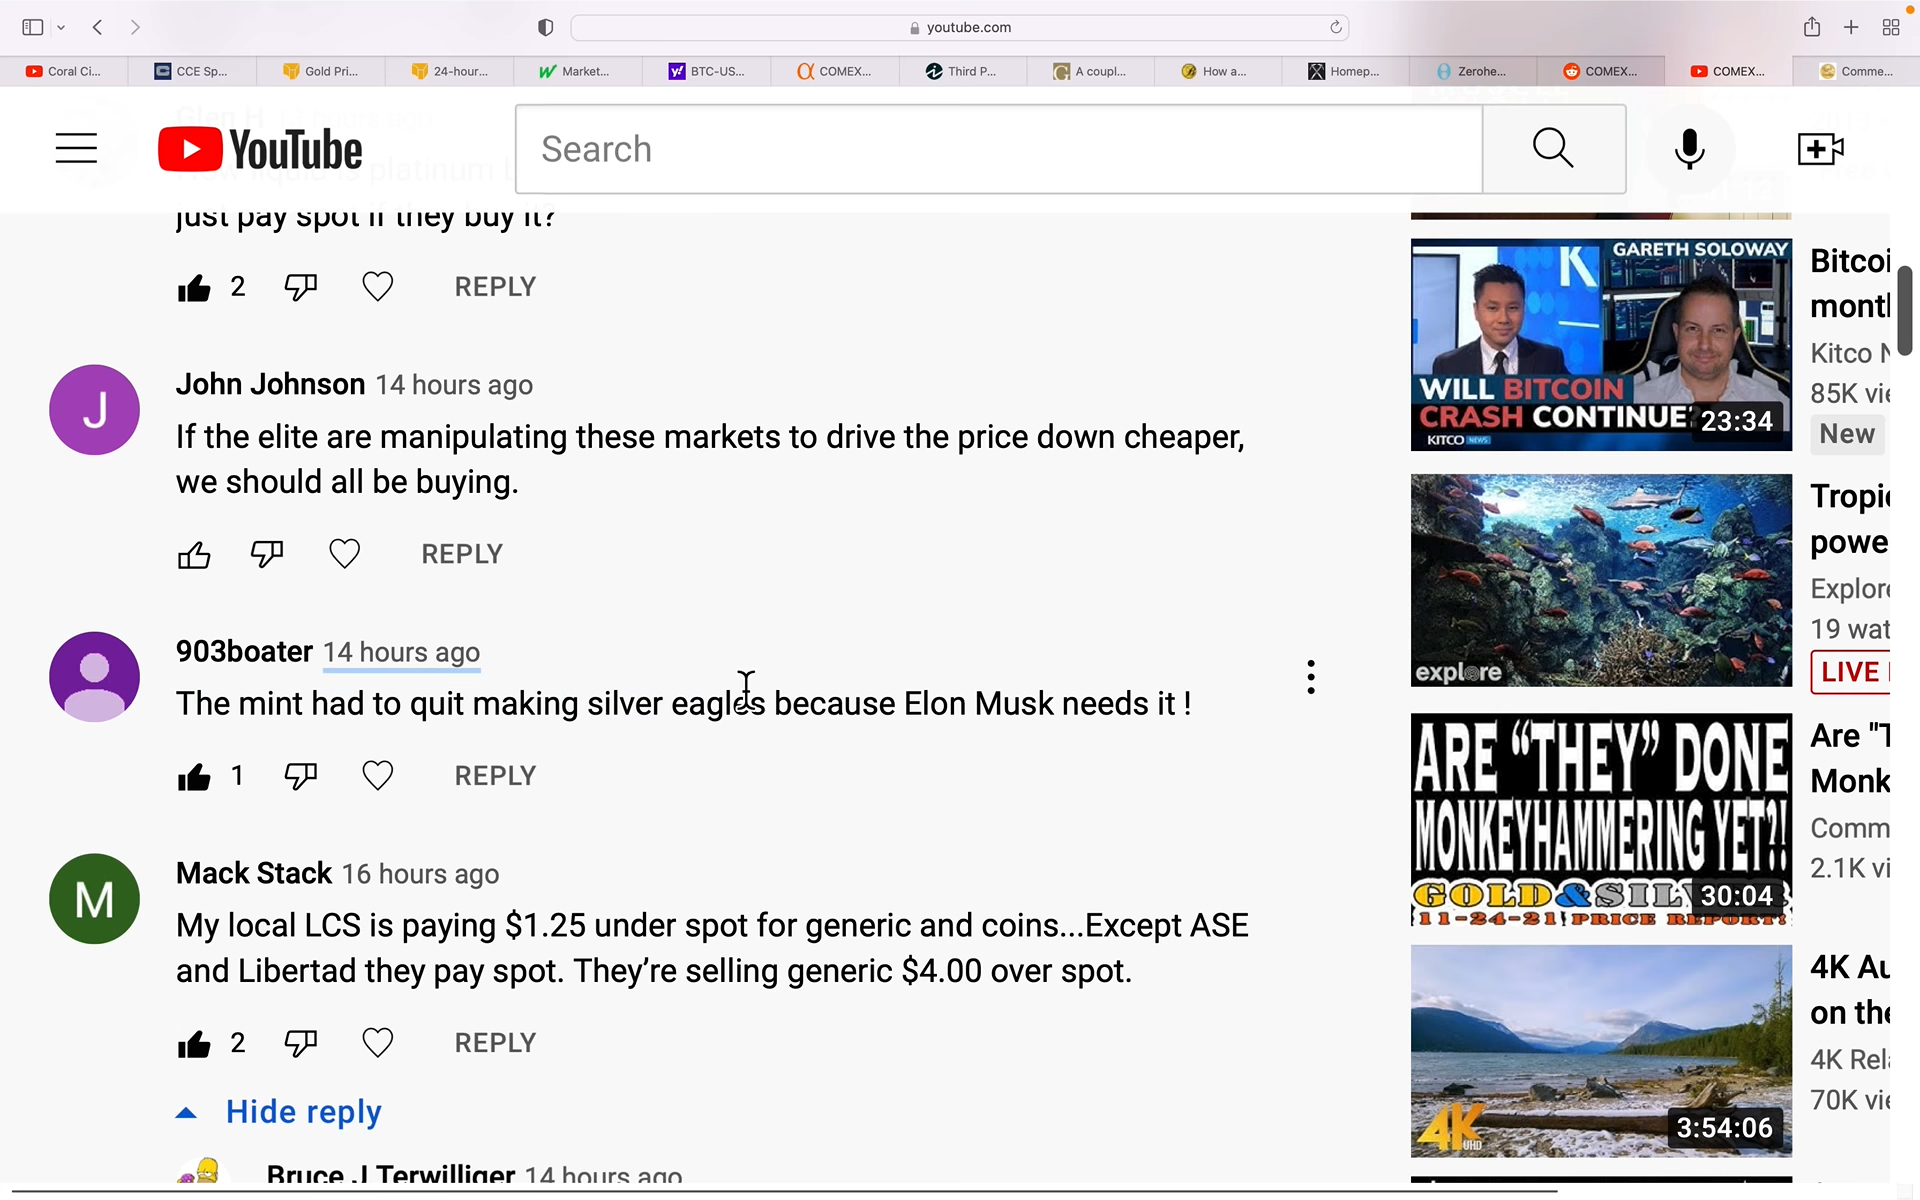 youtube.com
Coral Ci...
CCE Sp...
Gold Pri...
24-hour...
Market...
BTC-US...
COMEX...
Third P...
A coupl...
How a...
Homep...
Zerohe...
COMEX...
COMEX...
Comme...
YouTube
Search
Glen H
just pay spot if they buy it?
2 REPLY
John Johnson 14 hours ago
If the elite are manipulating these markets to drive the price down cheaper,
we should all be buying.
REPLY
903boater 14 hours ago
The mint had to quit making silver eagles because Elon Musk needs it !
1 REPLY
Mack Stack 16 hours ago
My local LCS is paying $1.25 under spot for generic and coins...Except ASE
and Libertad they pay spot. They're selling generic $4.00 over spot.
2 REPLY
Hide reply
Bruce J Terwilliger 14 hours ago
GARETH SOLOWAY
K
WILL BITCOIN
CRASH CONTINUE?
KITCO NEWS
23:34
Bitcoi
montl
Kitco N
85K vie
New
explore
Tropic
powe
Explore
19 wat
LIVE
ARE "THEY" DONE
MONKEYHAMMERING YET?!
GOLD&SIL
11-24-21 PRICE REPORT!
30:04
Are "T
Monk
Comm
2.1K vi
4K
UHD
3:54:06
4K Au
on the
4K Rel
70K vie